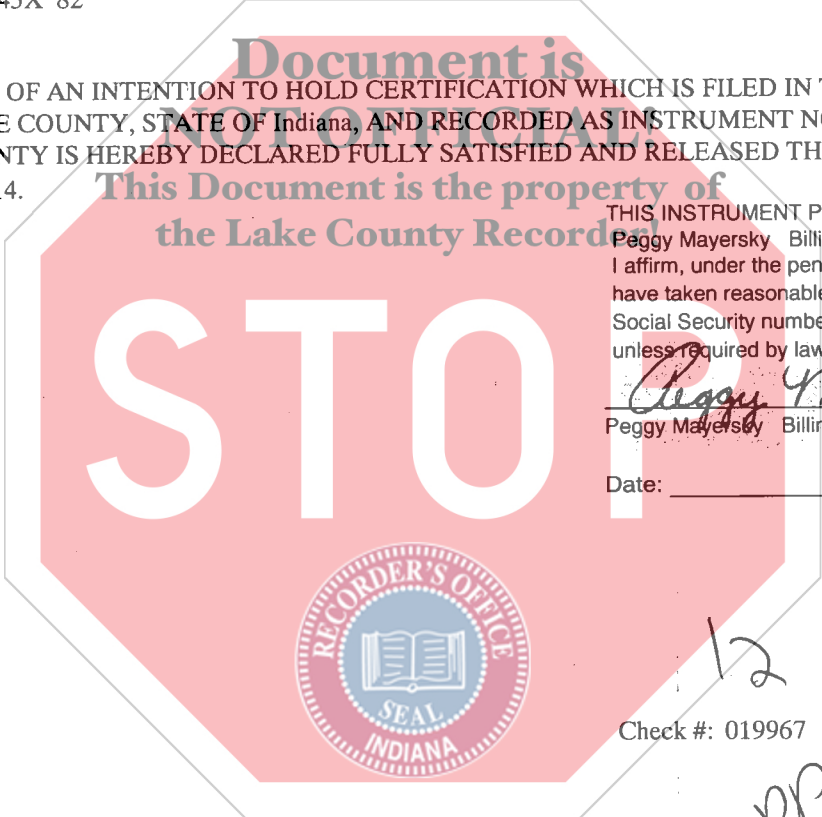 45X 82
Document is
OF AN INTENTION TO HOLD CERTIFICATION WHICH IS FILED IN
NOT OFFICIAL!
E COUNTY, STATE OF Indiana, AND RECORDED AS INSTRUMENT N
NTY IS HEREBY DECLARED FULLY SATISFIED AND RELEASED TH
4.
This Document is the property of
the Lake County Recorder!
THIS INSTRUMENT P
Peggy Mayersky Billi
I affirm, under the pen
have taken reasonable
Social Security numbe
unless required by law
Peggy
Peggy Mayersky Billin
Date:
STOP
RECORDER'S OFFICE
SEAL
INDIANA
12
Check #: 019967